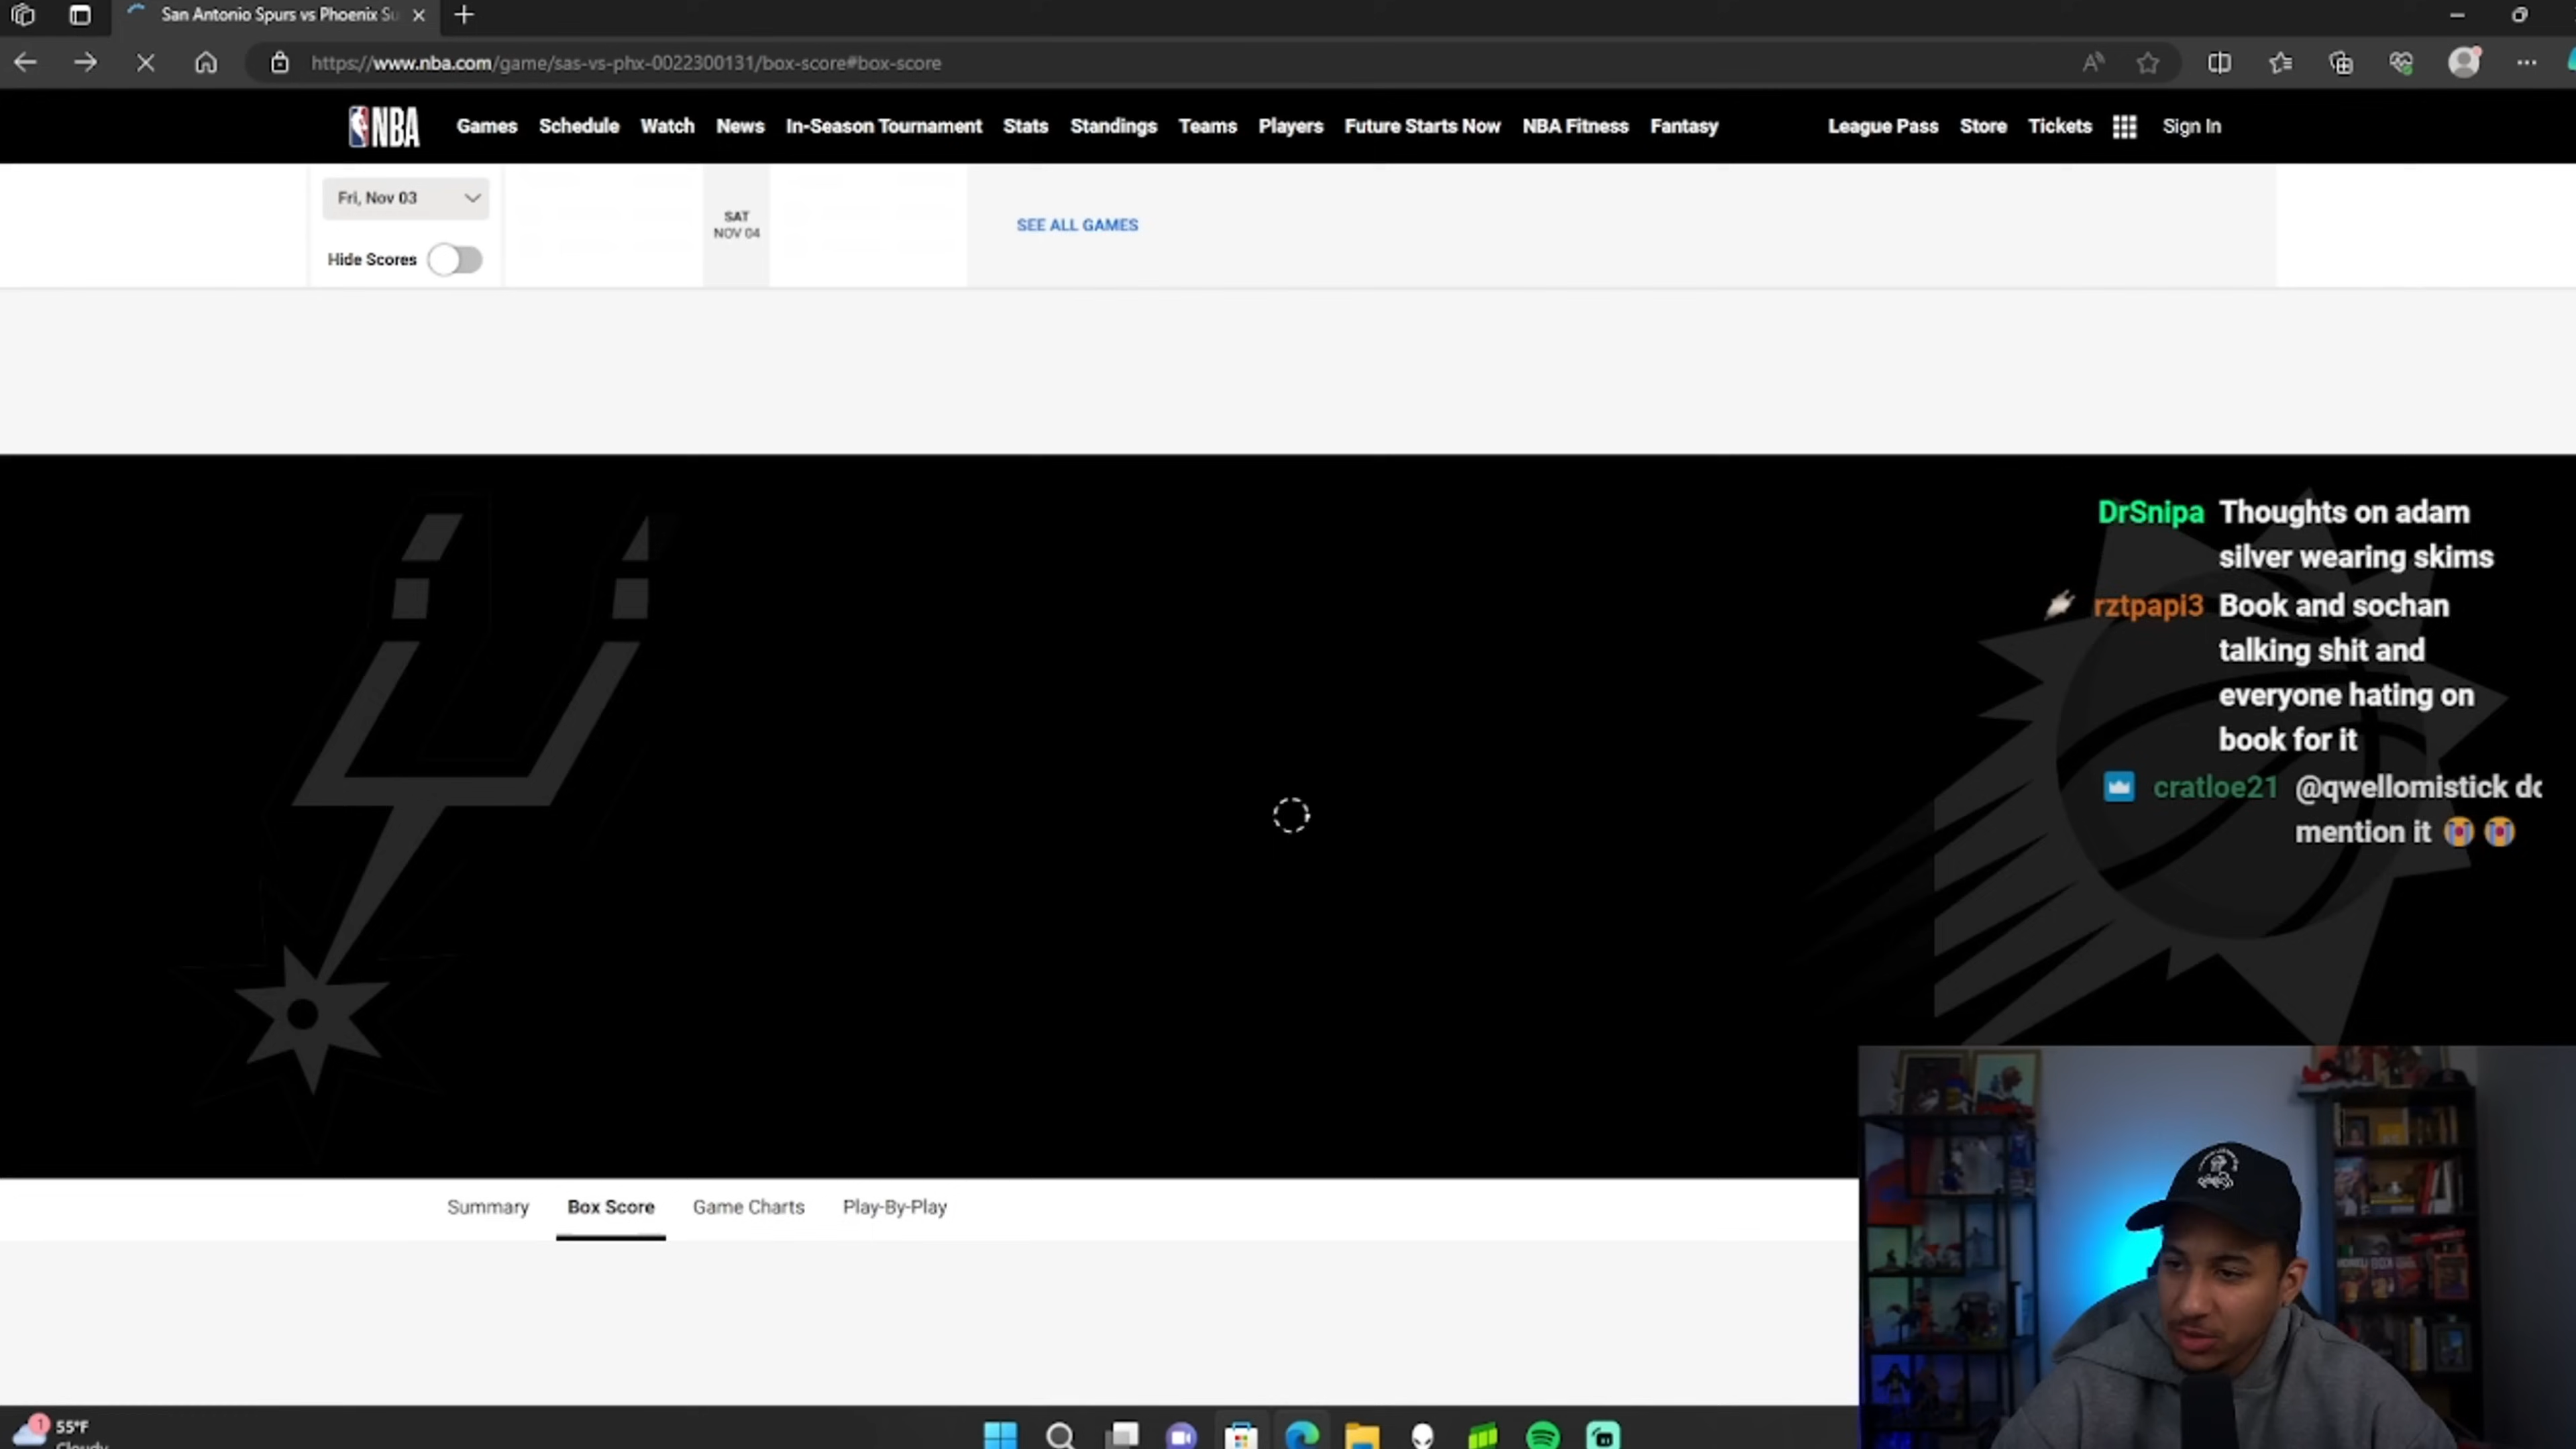 San Antonio Spurs vs Phoenix Su
https://www.nba.com/game/sas-vs-phx-0022300131/box-score#box-score
NBA Games Schedule Watch News In-Season Tournament Stats Standings Teams Players Future Starts Now NBA Fitness Fantasy League Pass Store Tickets Sign In
Fri, Nov 03
SAT
NOV 04
SEE ALL GAMES
Hide Scores
DrSnipa Thoughts on adam
silver wearing skims
rztpapi3 Book and sochan
talking shit and
everyone hating on
book for it
cratloe21 @qwellomistick do
mention it
Summary Box Score Game Charts Play-By-Play
1
55°F
Cloudy